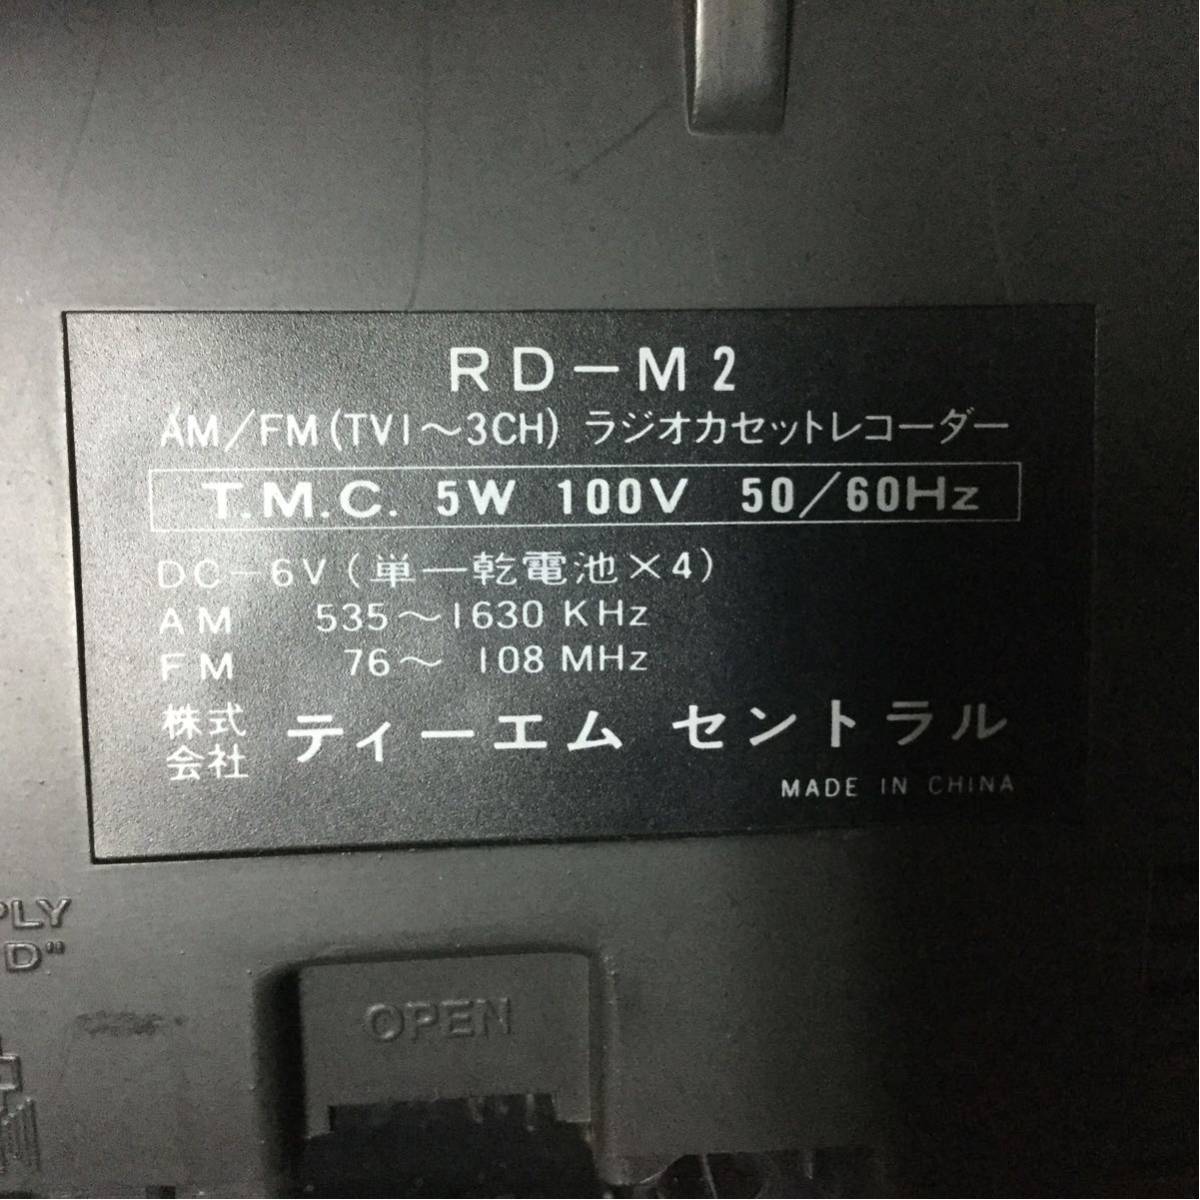 RD-M2
AM/FM(TV1～3CH) ラジオカセットレコーダー
T.M.C. 5W 100V 50/60Hz
DC-6V(単一乾電池×4)
AM 535～1630 KHz
FM 76～ 108 MHz
株式会社 ティーエム セントラル
MADE IN CHINA
PLY
D"
OPEN